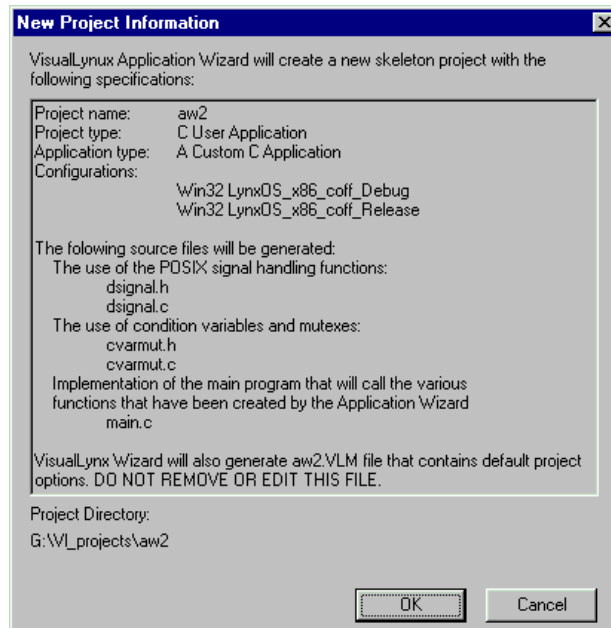 New Project Information
VisualLynux Application Wizard will create a new skeleton project with the
following specifications:
Project name: aw2
Project type: C User Application
Application type: A Custom C Application
Configurations:
Win32 LynxOS_x86_coff_Debug
Win32 LynxOS_x86_coff_Release
The folowing source files will be generated:
The use of the POSIX signal handling functions:
dsignal.h
dsignal.c
The use of condition variables and mutexes:
cvarmut.h
cvarmut.c
Implementation of the main program that will call the various
functions that have been created by the Application Wizard
main.c
VisualLynx Wizard will also generate aw2.VLM file that contains default project
options. DO NOT REMOVE OR EDIT THIS FILE.
Project Directory:
G:\Vl_projects\aw2
OK Cancel